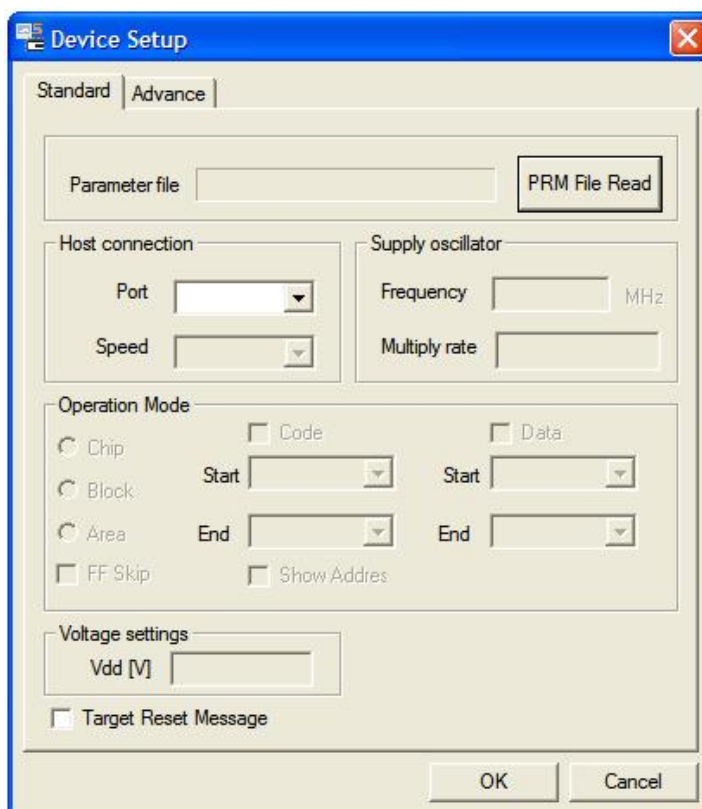 Device Setup
Standard Advance
Parameter file PRM File Read
Host connection
Port
Speed
Supply oscillator
Frequency MHz
Multiply rate
Operation Mode
Chip
Block
Area
FF Skip
Code
Start
End
Show Addres
Data
Start
End
Voltage settings
Vdd [V]
Target Reset Message
OK Cancel